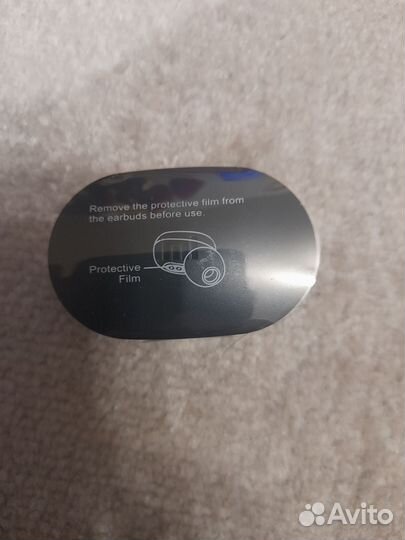 Remove the protective film from
the earbuds before use.
Protective
Film
Avito